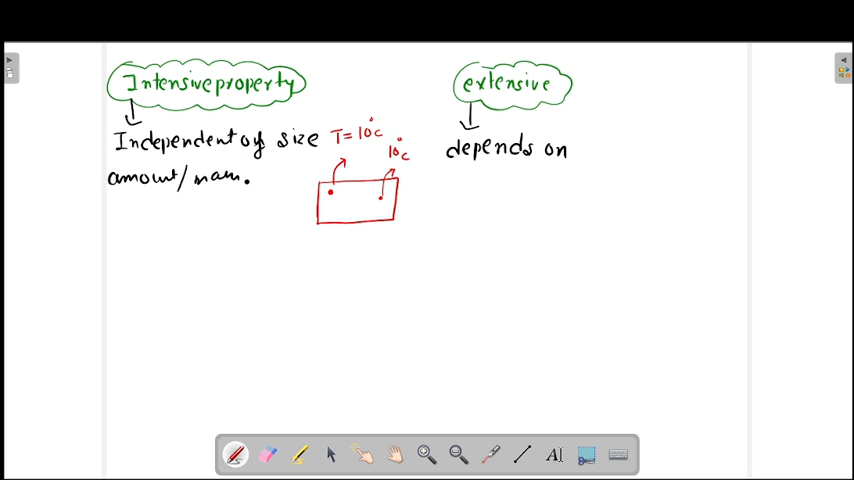 Intensive property
extensive
Independent of size
amount/mass.
T = 10°C
10°C
depends on